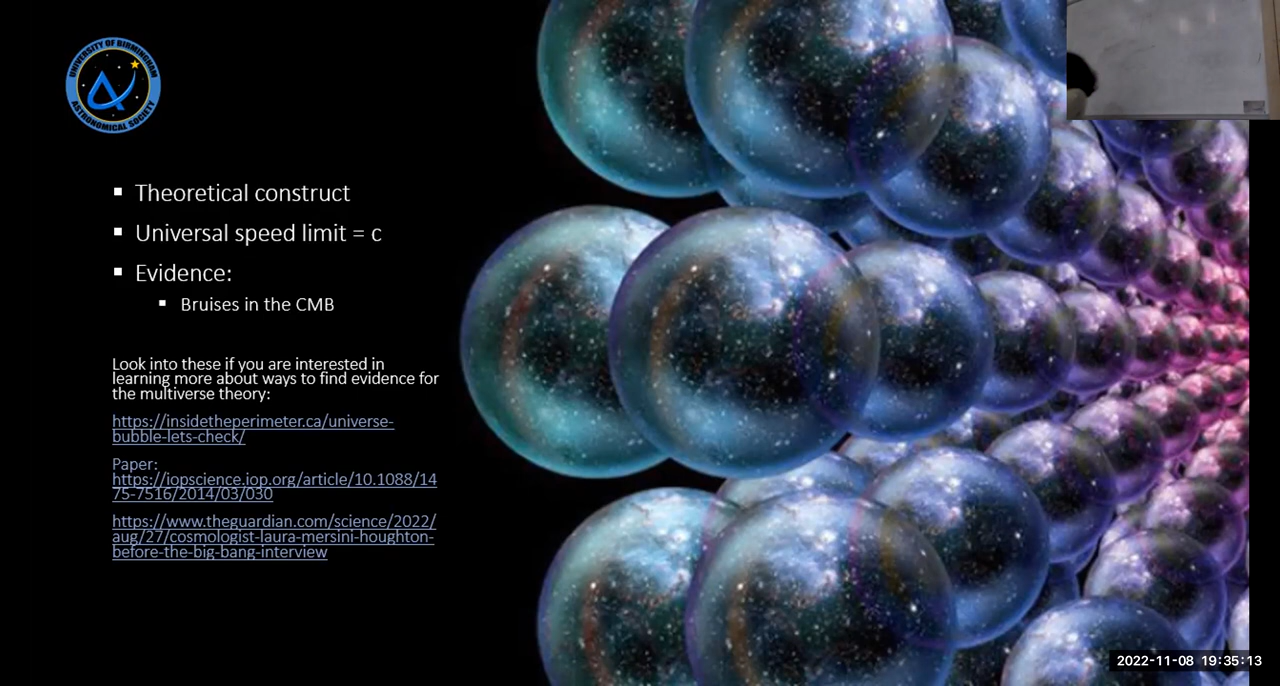 UNIVERSITY OF BIRMINGHAM
ASTRONOMICAL SOCIETY
▪ Theoretical construct
▪ Universal speed limit = c
▪ Evidence:
▪ Bruises in the CMB
Look into these if you are interested in
learning more about ways to find evidence for
the multiverse theory:
https://insidetheperimeter.ca/universe-
bubble-lets-check/
Paper:
https://iopscience.iop.org/article/10.1088/14
75-7516/2014/03/030
https://www.theguardian.com/science/2022/
aug/27/cosmologist-laura-mersini-houghton-
before-the-big-bang-interview
2022-11-08 19:35:13